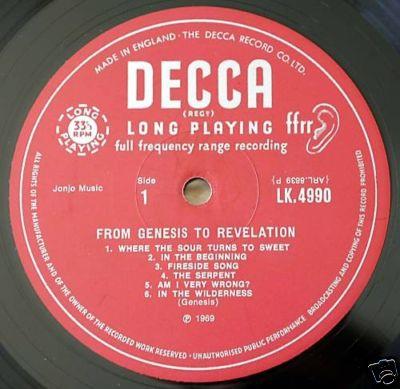 MADE IN ENGLAND · THE DECCA RECORD CO. LTD.
DECCA
(REGD)
LONG PLAYING
33⅓
RPM
LONG PLAYING ffrr
full frequency range recording
Jonjo Music
Side
1
(ARL.8839 P)
LK.4990
FROM GENESIS TO REVELATION
1. WHERE THE SOUR TURNS TO SWEET
2. IN THE BEGINNING
3. FIRESIDE SONG
4. THE SERPENT
5. AM I VERY WRONG?
6. IN THE WILDERNESS
(Genesis)
℗ 1969
ALL RIGHTS OF THE MANUFACTURER AND OF THE OWNER OF THE RECORDED WORK RESERVED · UNAUTHORISED PUBLIC PERFORMANCE BROADCASTING AND COPYING OF THIS RECORD PROHIBITED